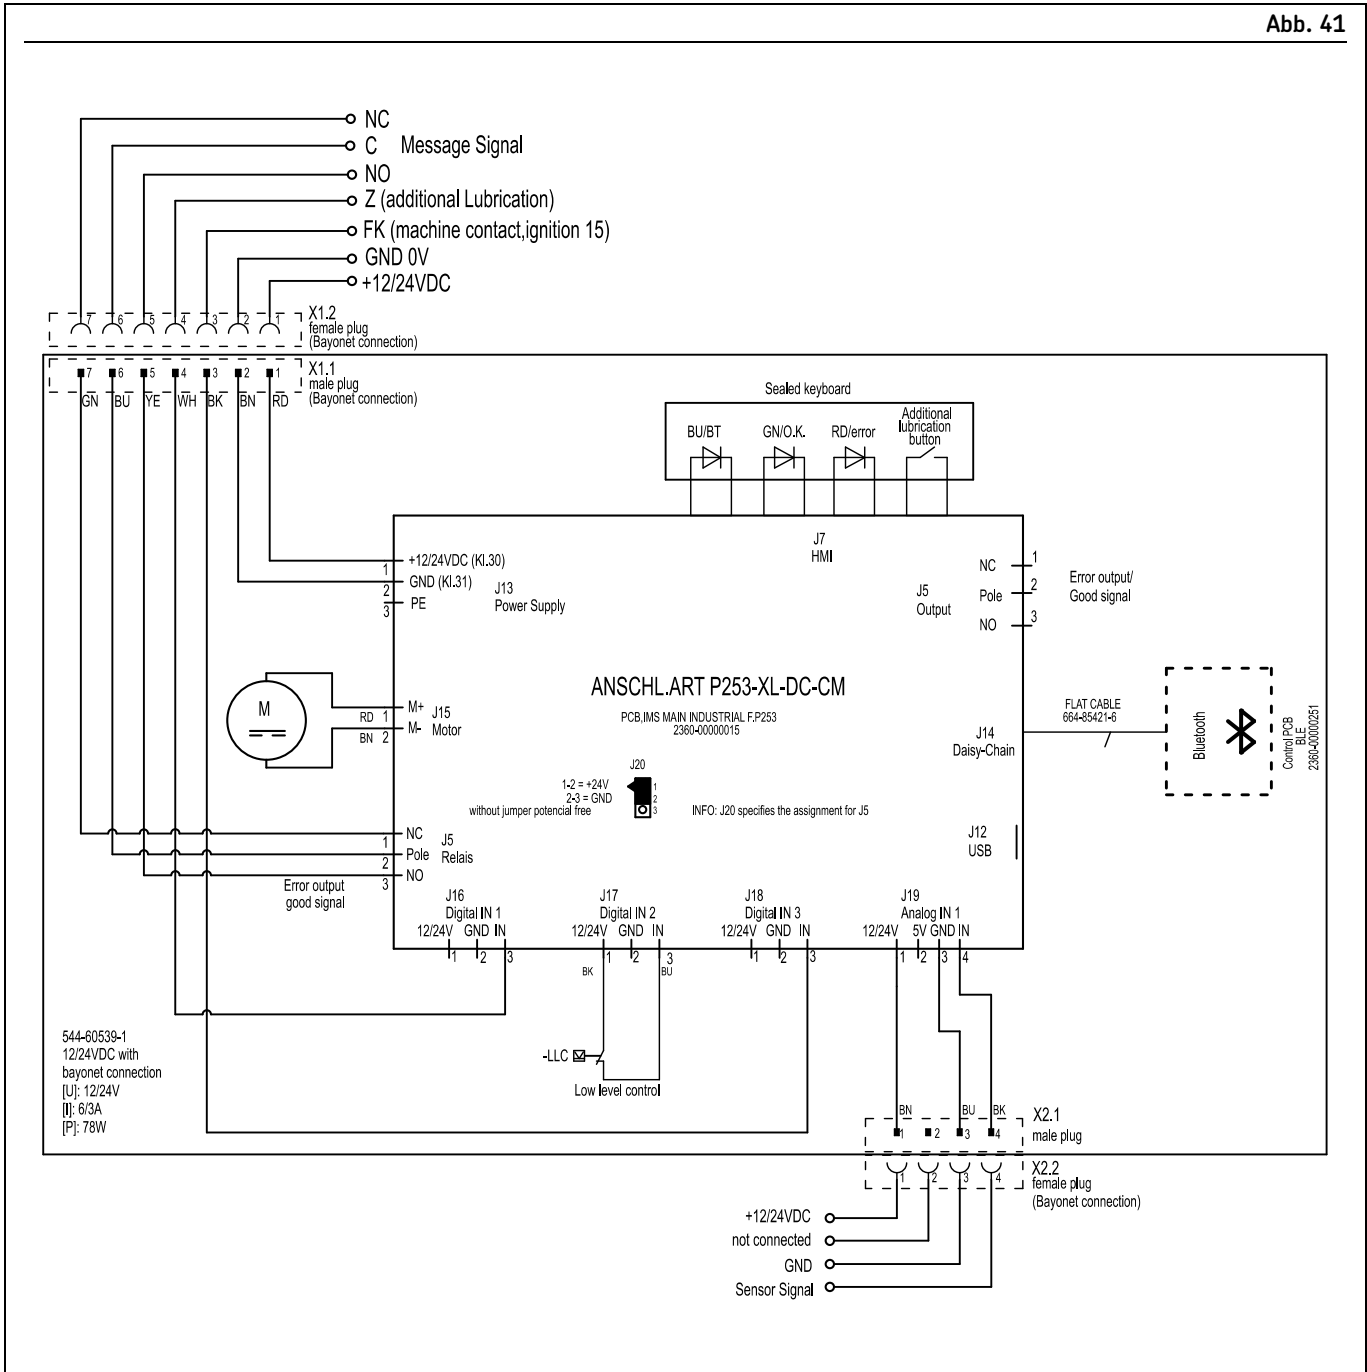 Abb. 41
NC
C Message Signal
NO
Z (additional Lubrication)
FK (machine contact,ignition 15)
GND 0V
+12/24VDC
7 6 5 4 3 2 1
X1.2
female plug
(Bayonet connection)
7 6 5 4 3 2 1
X1.1
male plug
(Bayonet connection)
GN BU YE WH BK BN RD
Sealed keyboard
BU/BT
GN/O.K.
RD/error
Additional
lubrication
button
J7
HMI
1 +12/24VDC (Kl.30)
2 GND (Kl.31)
3 PE
J13
Power Supply
NC 1
Pole 2
NO 3
J5
Output
Error output/
Good signal
ANSCHL.ART P253-XL-DC-CM
PCB,IMS MAIN INDUSTRIAL F.P253
2360-00000015
M
RD 1 M+
BN 2 M-
J15
Motor
J14
Daisy-Chain
FLAT CABLE
664-85421-6
Bluetooth
Control PCB
BLE
2360-00000251
J20
1-2 = +24V
2-3 = GND
without jumper potencial free
1
2
3
INFO: J20 specifies the assignment for J5
J12
USB
1 NC
2 Pole
3 NO
J5
Relais
Error output
good signal
J16
Digital IN 1
12/24V GND IN
1 2 3
J17
Digital IN 2
12/24V GND IN
1 2 3
BK BU
J18
Digital IN 3
12/24V GND IN
1 2 3
J19
Analog IN 1
12/24V 5V GND IN
1 2 3 4
-LLC
Low level control
544-60539-1
12/24VDC with
bayonet connection
[U]: 12/24V
[I]: 6/3A
[P]: 78W
BN BU BK
1 2 3 4
X2.1
male plug
1 2 3 4
X2.2
female plug
(Bayonet connection)
+12/24VDC
not connected
GND
Sensor Signal